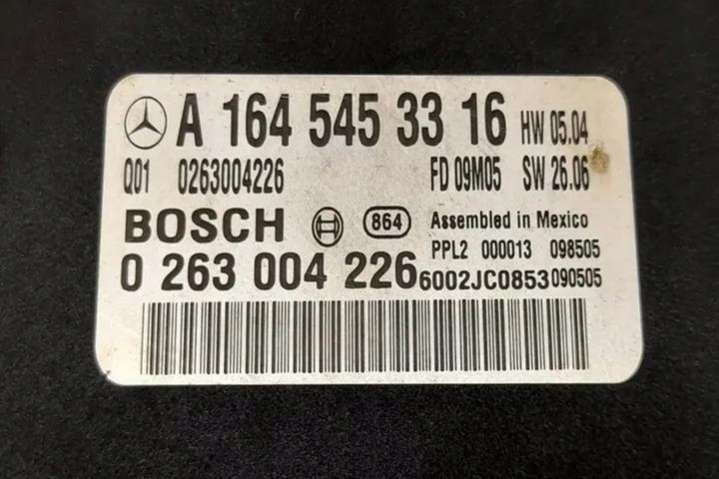 A 164 545 33 16 HW 05.04
Q01 0263004226 FD 09M05 SW 26.06
BOSCH 864 Assembled in Mexico
PPL2 000013 098505
0 263 004 226 6002JC0853 090505